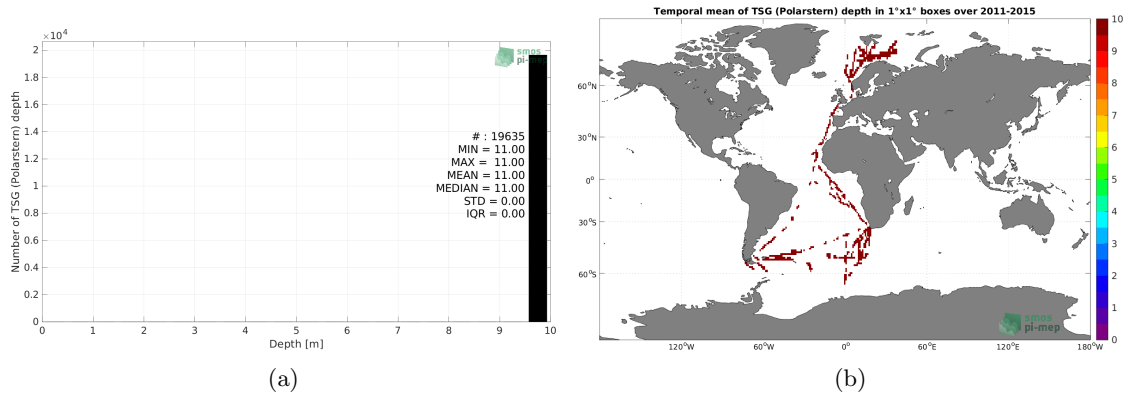 ×10⁴
2
1.8
1.6
1.4
1.2
1
0.8
0.6
0.4
0.2
0
Number of TSG (Polarstern) depth
smos
pi-mep
# : 19635
MIN = 11.00
MAX = 11.00
MEAN = 11.00
MEDIAN = 11.00
STD = 0.00
IQR = 0.00
0 1 2 3 4 5 6 7 8 9 10
Depth [m]
(a)
Temporal mean of TSG (Polarstern) depth in 1°x1° boxes over 2011-2015
60°N
30°N
0°
30°S
60°S
120°W 60°W 0° 60°E 120°E 180°W
smos
pi-mep
10
9
8
7
6
5
4
3
2
1
0
(b)